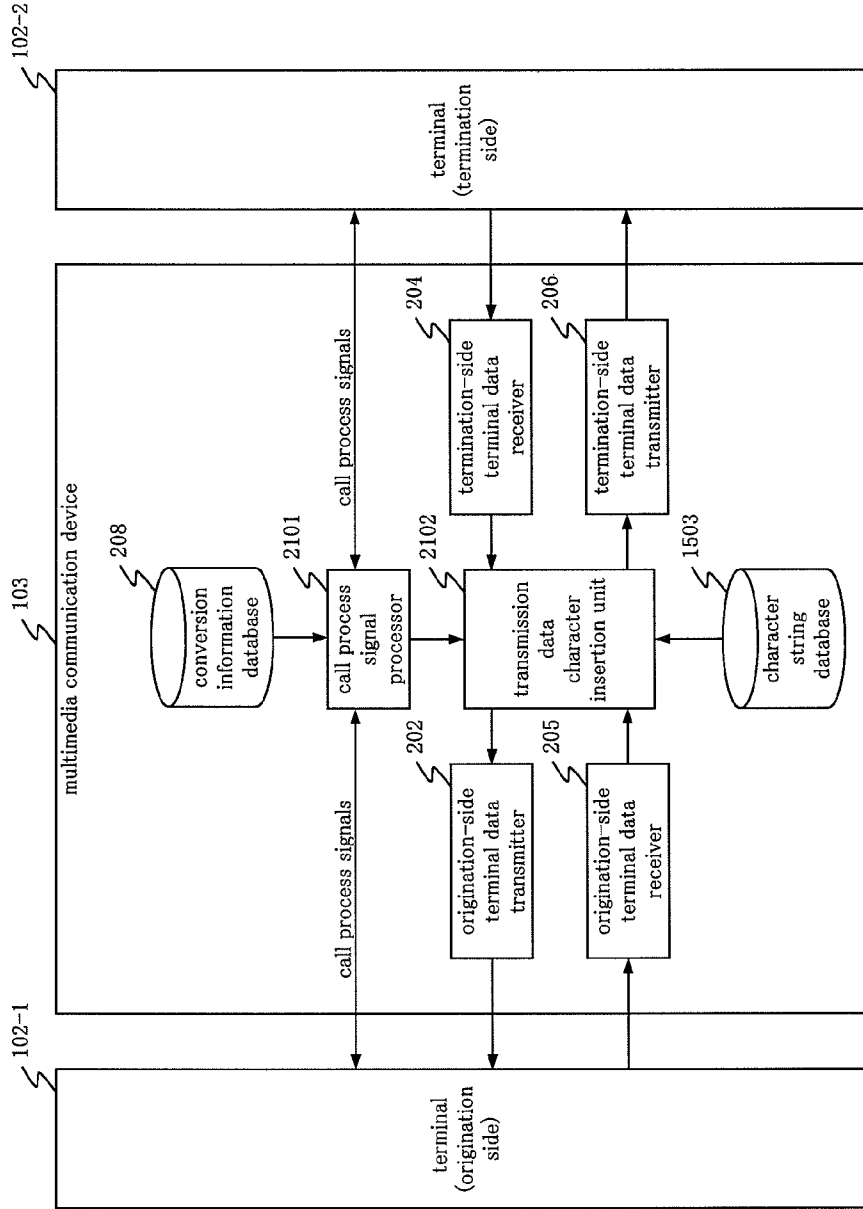 102-1
terminal
(origination
side)
103
multimedia communication device
208
conversion
information
database
call process signals
2101
call process
signal
processor
call process signals
202
origination-side
terminal data
transmitter
2102
transmission
data
character
insertion unit
204
termination-side
terminal data
receiver
205
origination-side
terminal data
receiver
206
termination-side
terminal data
transmitter
1503
character
string
database
102-2
terminal
(termination
side)